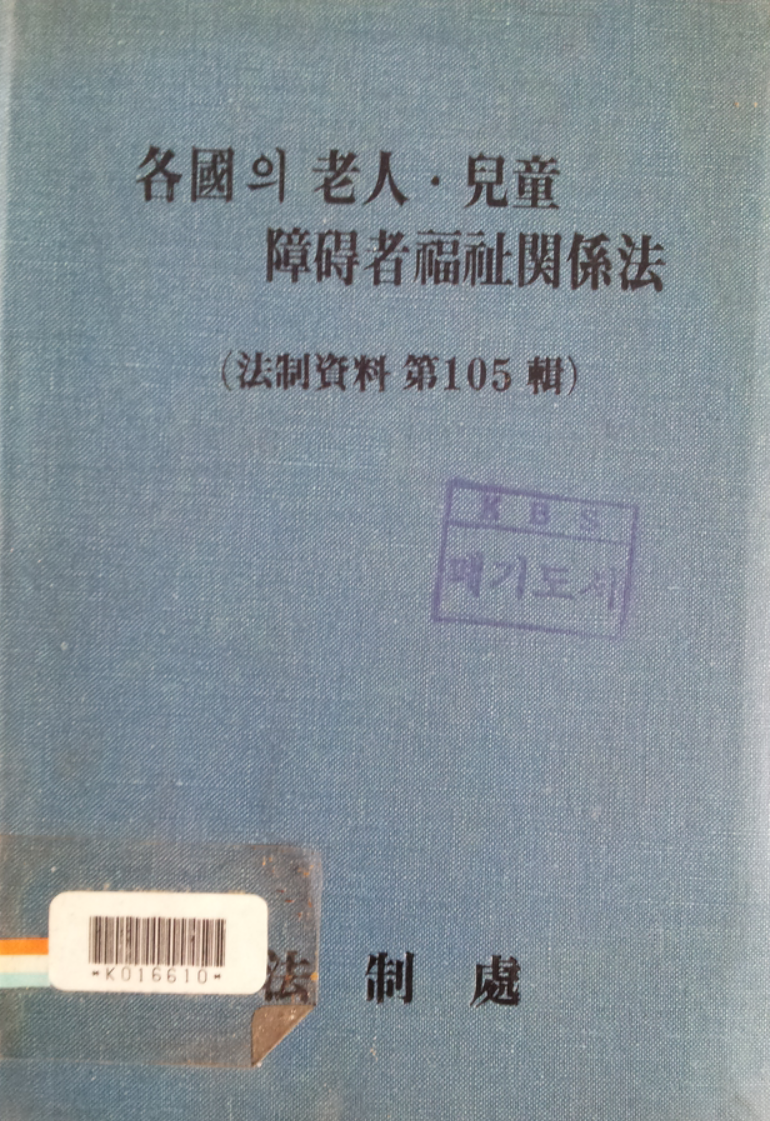 各國의 老人·兒童
障碍者福祉関係法
(法制資料 第105 輯)
KBS
폐기도서
*K016610*
法 制 處